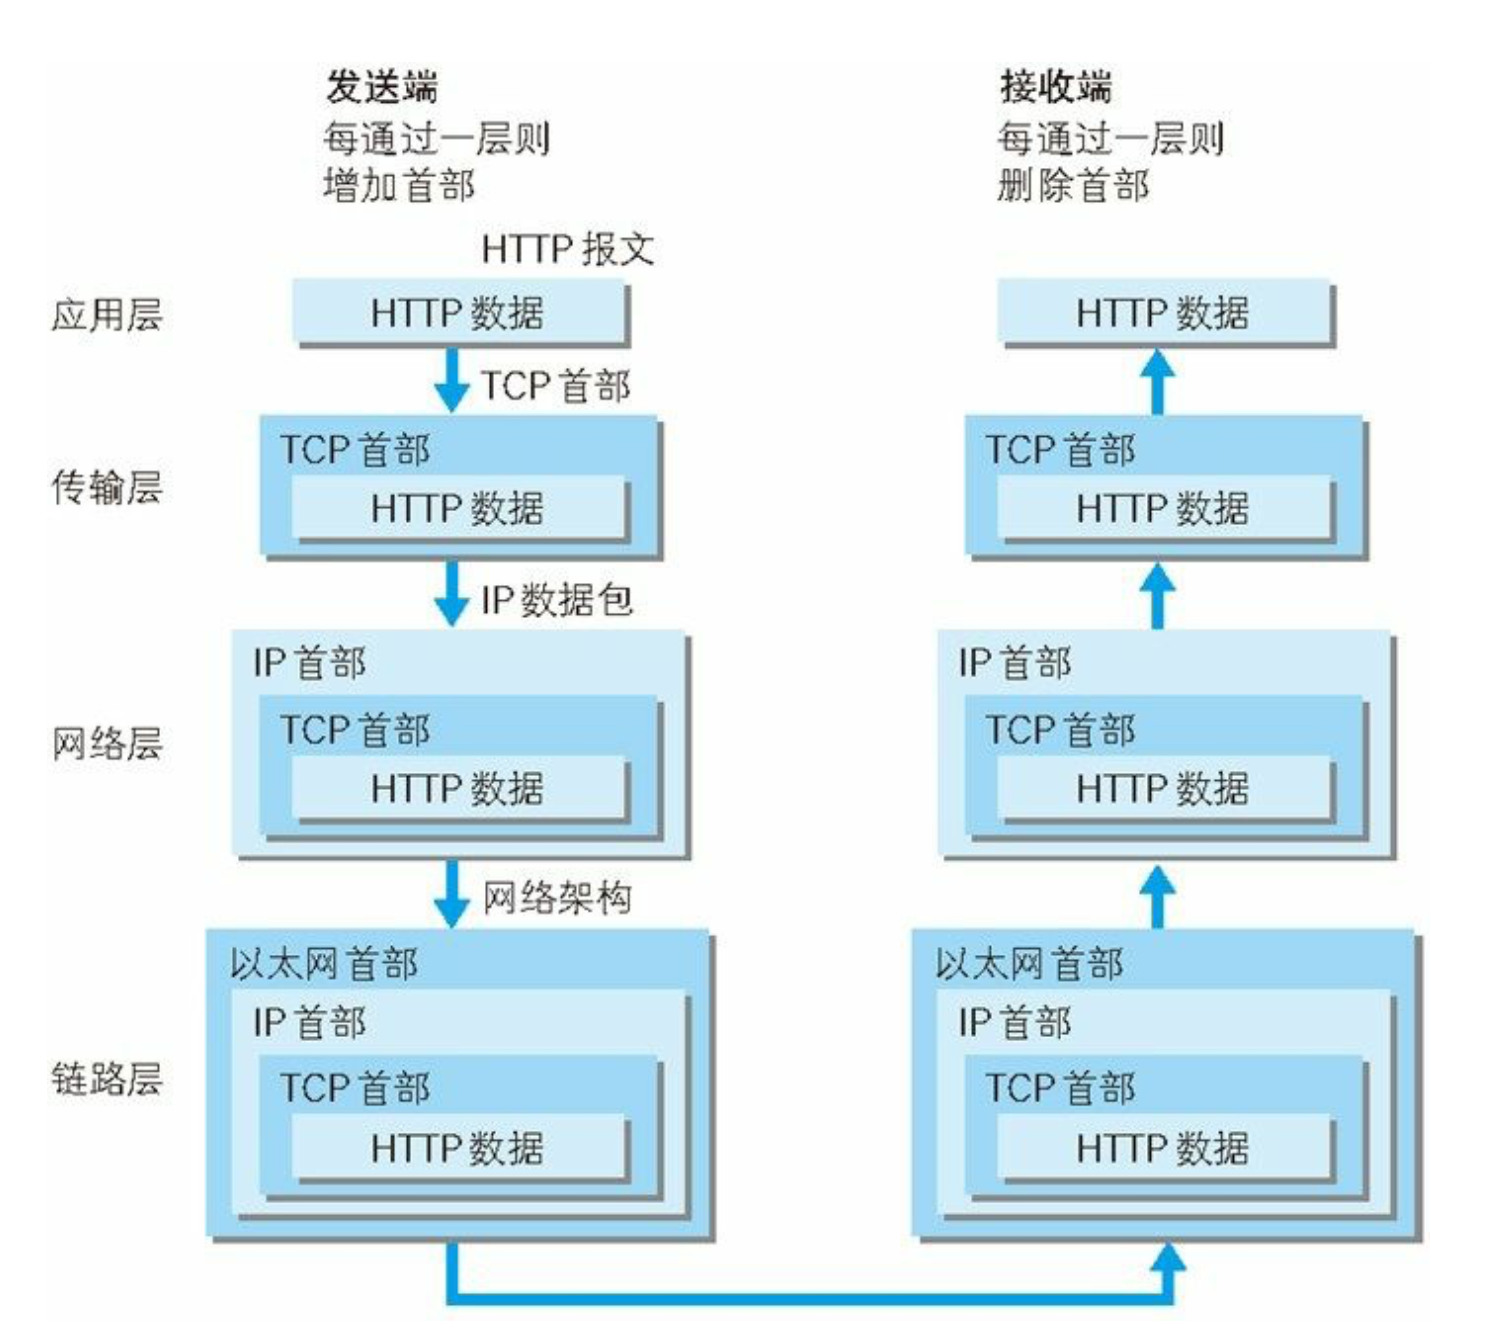 发送端
每通过一层则
增加首部
接收端
每通过一层则
删除首部
HTTP 报文
应用层
HTTP 数据
HTTP 数据
TCP 首部
传输层
TCP 首部
HTTP 数据
TCP 首部
HTTP 数据
IP 数据包
网络层
IP 首部
TCP 首部
HTTP 数据
IP 首部
TCP 首部
HTTP 数据
网络架构
链路层
以太网首部
IP 首部
TCP 首部
HTTP 数据
以太网首部
IP 首部
TCP 首部
HTTP 数据